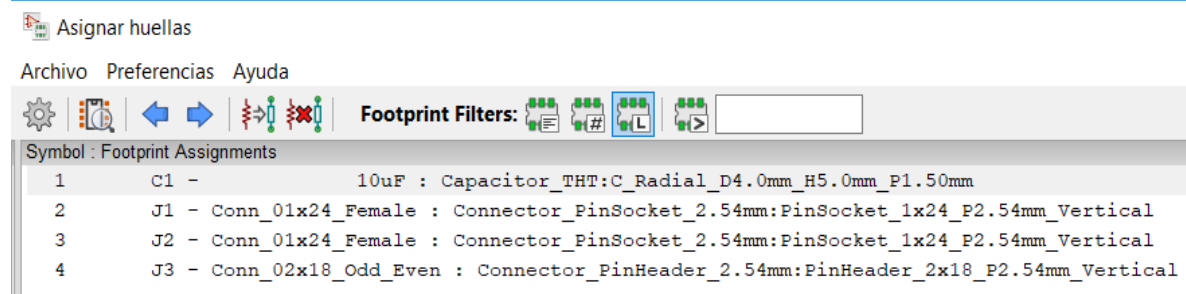 Asignar huellas
Archivo Preferencias Ayuda
Footprint Filters: # L >
Symbol : Footprint Assignments
1 C1 - 10uF : Capacitor_THT:C_Radial_D4.0mm_H5.0mm_P1.50mm
2 J1 - Conn_01x24_Female : Connector_PinSocket_2.54mm:PinSocket_1x24_P2.54mm_Vertical
3 J2 - Conn_01x24_Female : Connector_PinSocket_2.54mm:PinSocket_1x24_P2.54mm_Vertical
4 J3 - Conn_02x18_Odd_Even : Connector_PinHeader_2.54mm:PinHeader_2x18_P2.54mm_Vertical